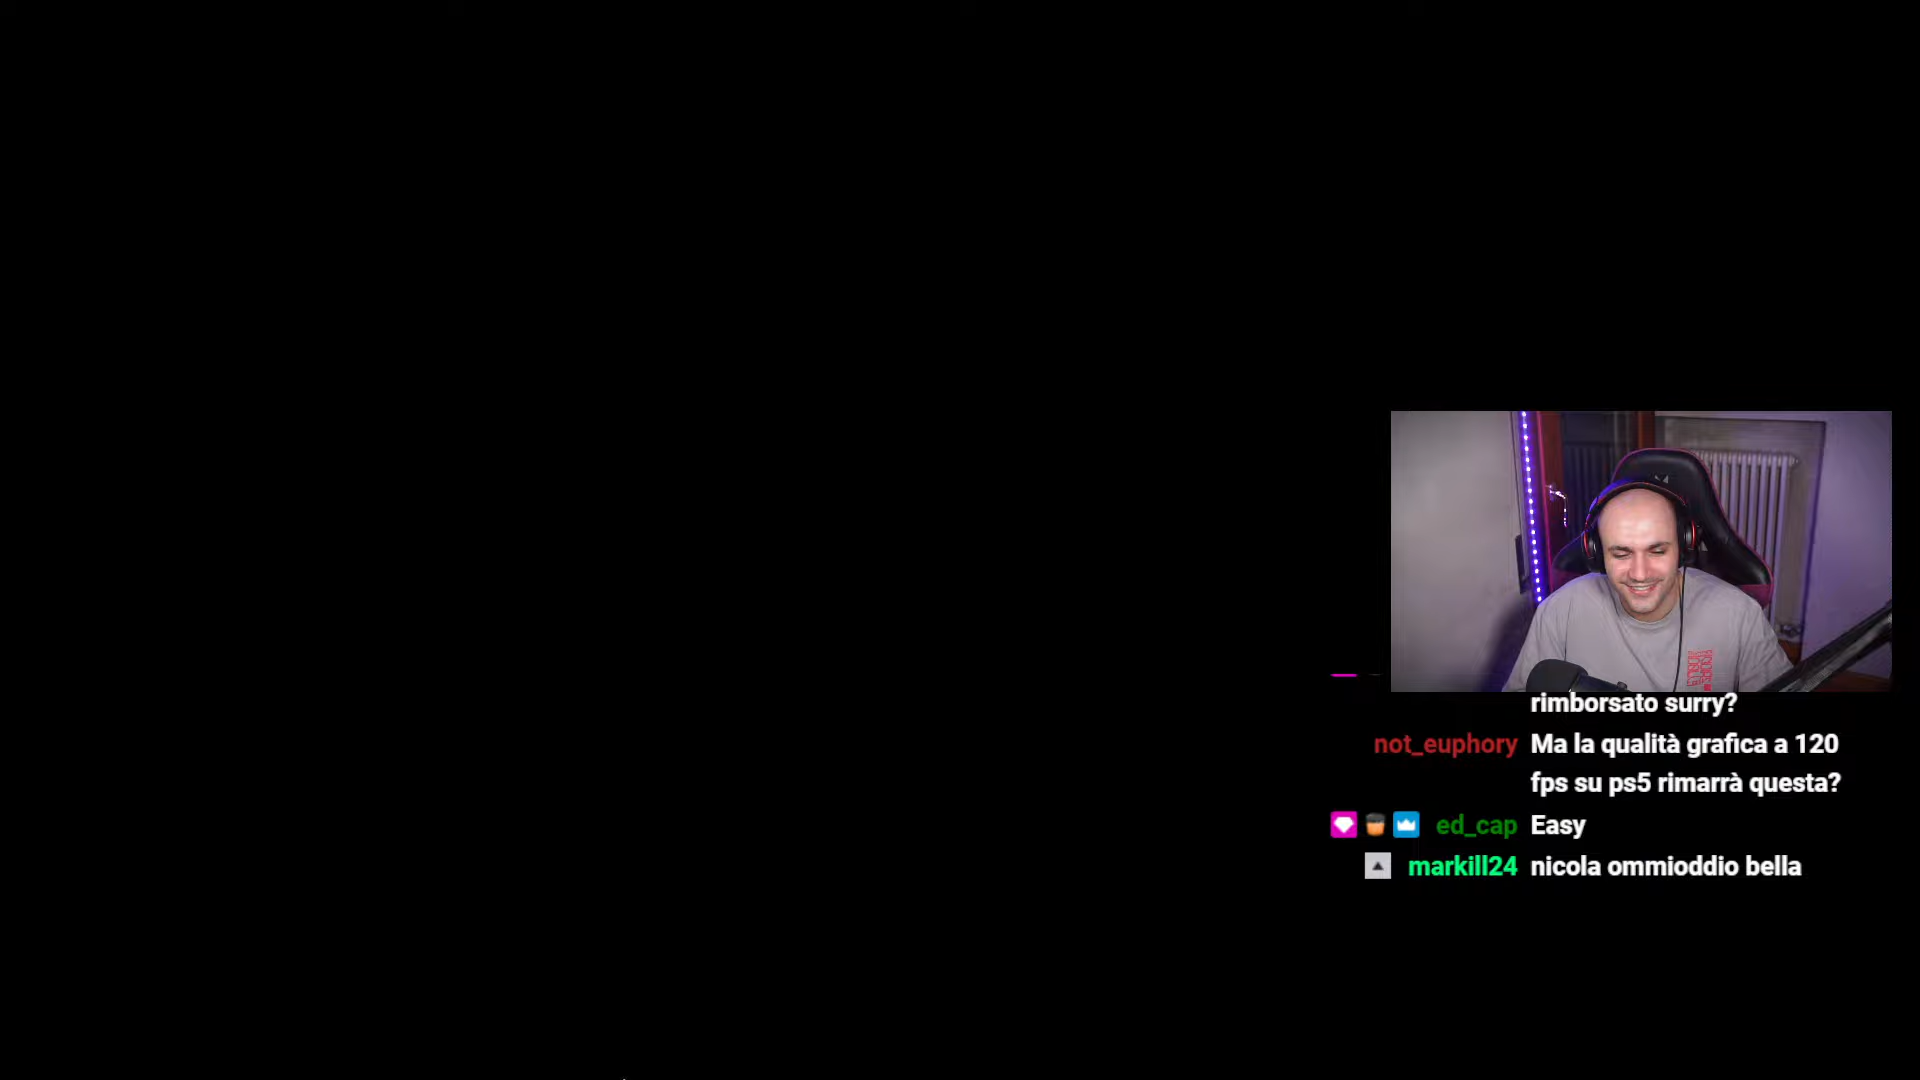 rimborsato surry?
not_euphory Ma la qualità grafica a 120
fps su ps5 rimarrà questa?
ed_cap Easy
markill24 nicola ommioddio bella